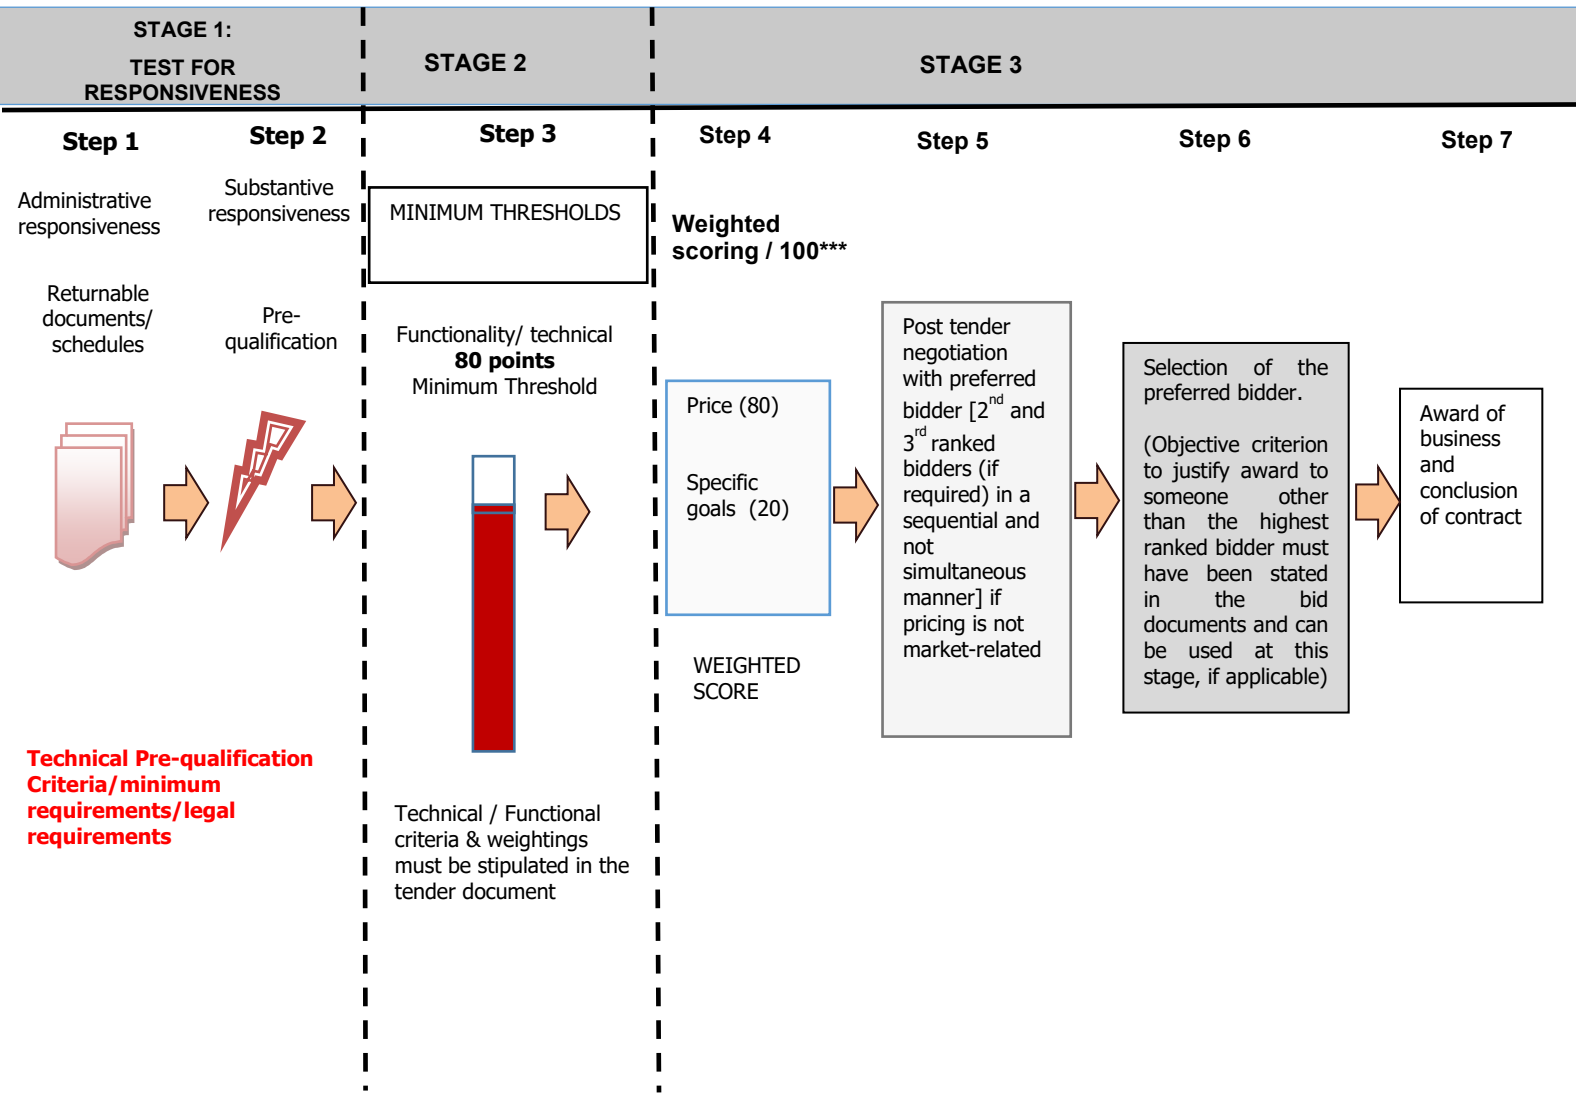 STAGE 1:
TEST FOR
RESPONSIVENESS
STAGE 2
STAGE 3
Step 1
Step 2
Step 3
Step 4
Step 5
Step 6
Step 7
Administrative
responsiveness
Substantive
responsiveness
MINIMUM THRESHOLDS
Weighted
scoring / 100***
Returnable
documents/
schedules
Pre-
qualification
Functionality/ technical
80 points
Minimum Threshold
Price (80)
Specific
goals (20)
WEIGHTED
SCORE
Post tender
negotiation
with preferred
bidder [2nd and
3rd ranked
bidders (if
required) in a
sequential and
not
simultaneous
manner] if
pricing is not
market-related
Selection of the
preferred bidder.
(Objective criterion
to justify award to
someone other
than the highest
ranked bidder must
have been stated
in the bid
documents and can
be used at this
stage, if applicable)
Award of
business
and
conclusion
of contract
Technical Pre-qualification
Criteria/minimum
requirements/legal
requirements
Technical / Functional
criteria & weightings
must be stipulated in the
tender document